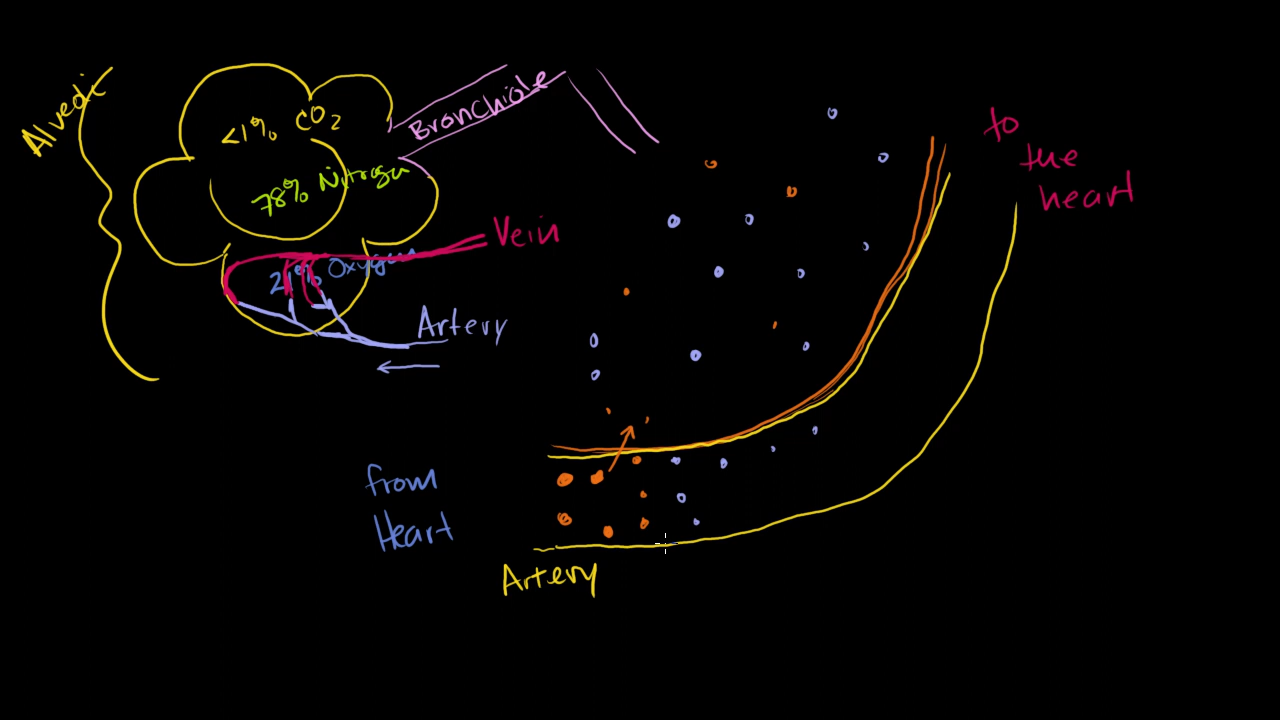 Alveoli
<1% CO2
78% Nitrogen
21% Oxygen
Bronchiole
Vein
Artery
to
the
heart
from
Heart
Artery